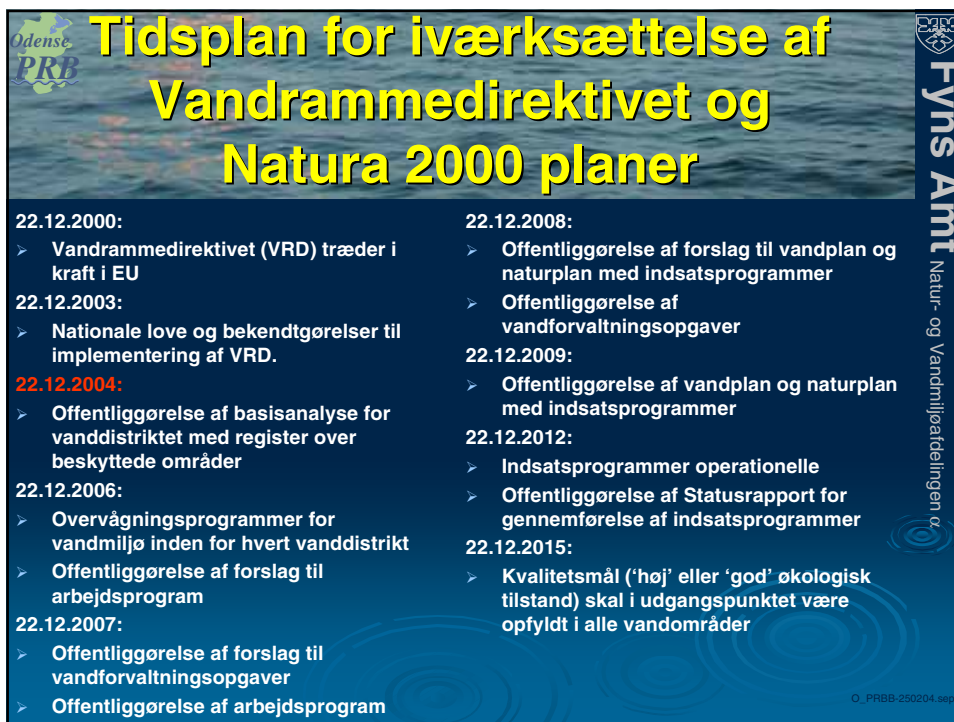 Odense
PRB
Tidsplan for iværksættelse af
Vandrammedirektivet og
Natura 2000 planer
22.12.2000:
➢ Vandrammedirektivet (VRD) træder i
kraft i EU
22.12.2003:
➢ Nationale love og bekendtgørelser til
implementering af VRD.
22.12.2004:
➢ Offentliggørelse af basisanalyse for
vanddistriktet med register over
beskyttede områder
22.12.2006:
➢ Overvågningsprogrammer for
vandmiljø inden for hvert vanddistrikt
➢ Offentliggørelse af forslag til
arbejdsprogram
22.12.2007:
➢ Offentliggørelse af forslag til
vandforvaltningsopgaver
➢ Offentliggørelse af arbejdsprogram
22.12.2008:
➢ Offentliggørelse af forslag til vandplan og
naturplan med indsatsprogrammer
➢ Offentliggørelse af
vandforvaltningsopgaver
22.12.2009:
➢ Offentliggørelse af vandplan og naturplan
med indsatsprogrammer
22.12.2012:
➢ Indsatsprogrammer operationelle
➢ Offentliggørelse af Statusrapport for
gennemførelse af indsatsprogrammer
22.12.2015:
➢ Kvalitetsmål (‘høj’ eller ‘god’ økologisk
tilstand) skal i udgangspunktet være
opfyldt i alle vandområder
Fyns Amt Natur- og Vandmiljøafdelingen α
O_PRBB-250204.sep